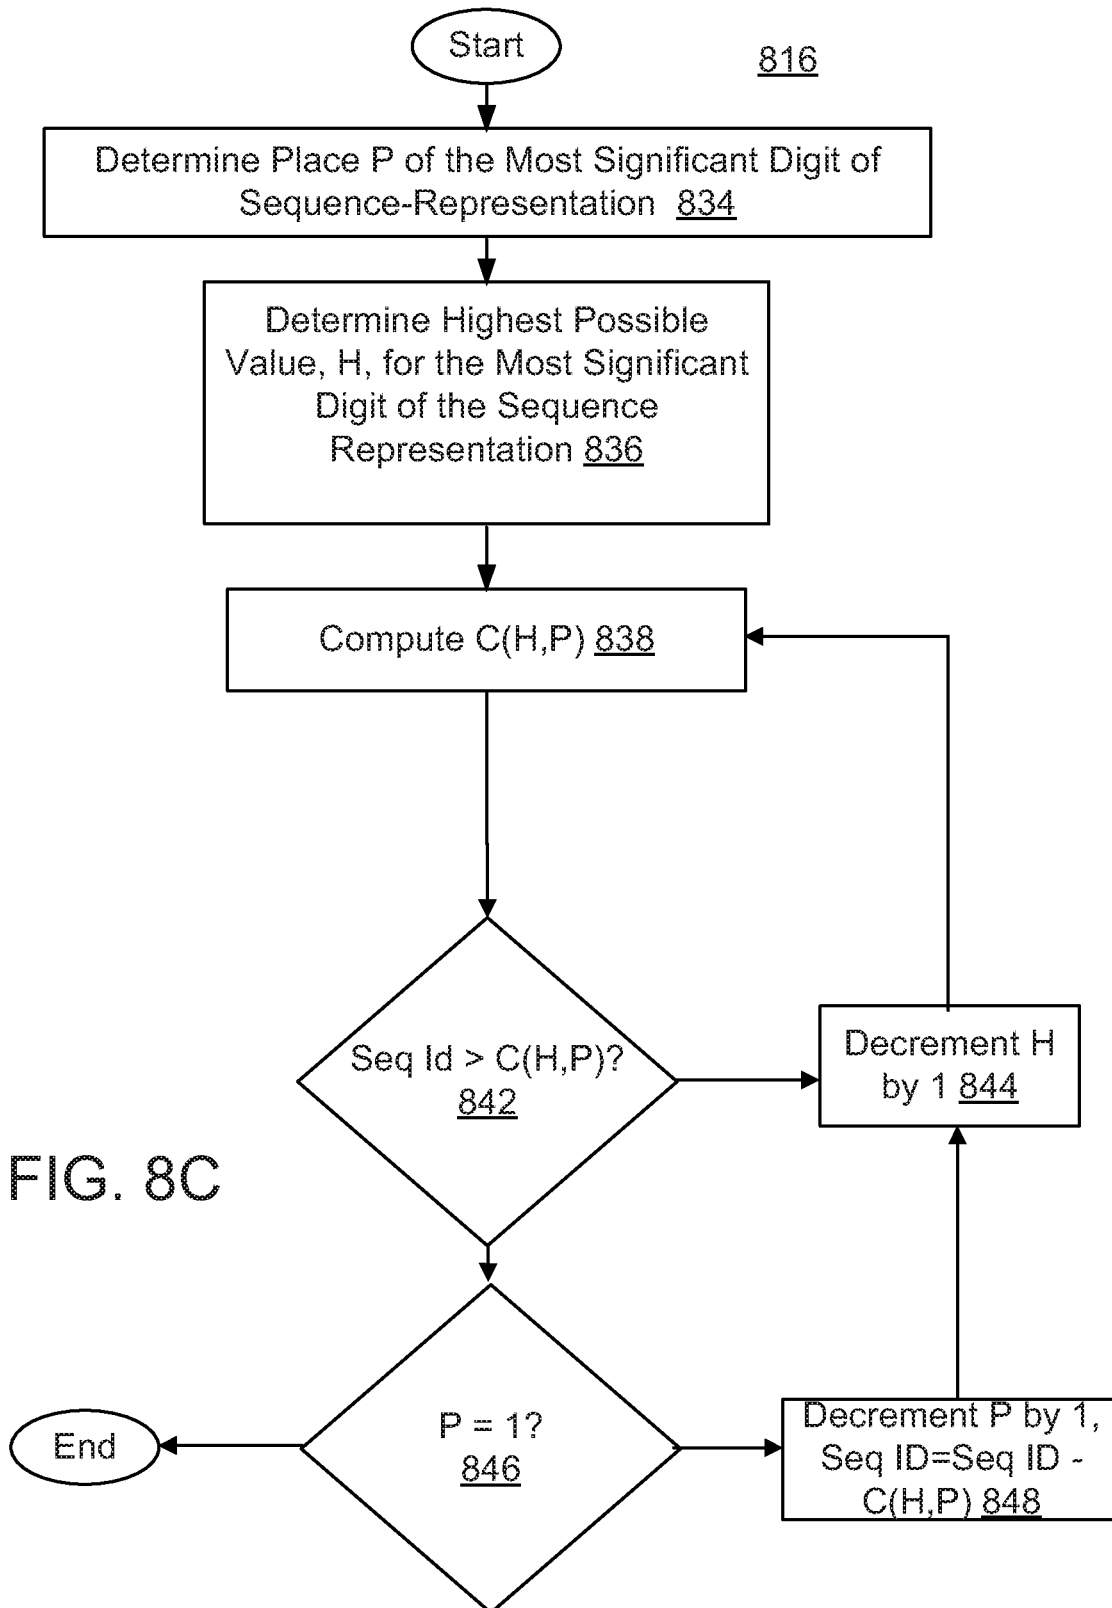 Start
816
Determine Place P of the Most Significant Digit of
Sequence-Representation 834
Determine Highest Possible
Value, H, for the Most Significant
Digit of the Sequence
Representation 836
Compute C(H,P) 838
Seq Id > C(H,P)?
842
Decrement H
by 1 844
FIG. 8C
P = 1?
846
End
Decrement P by 1,
Seq ID=Seq ID -
C(H,P) 848